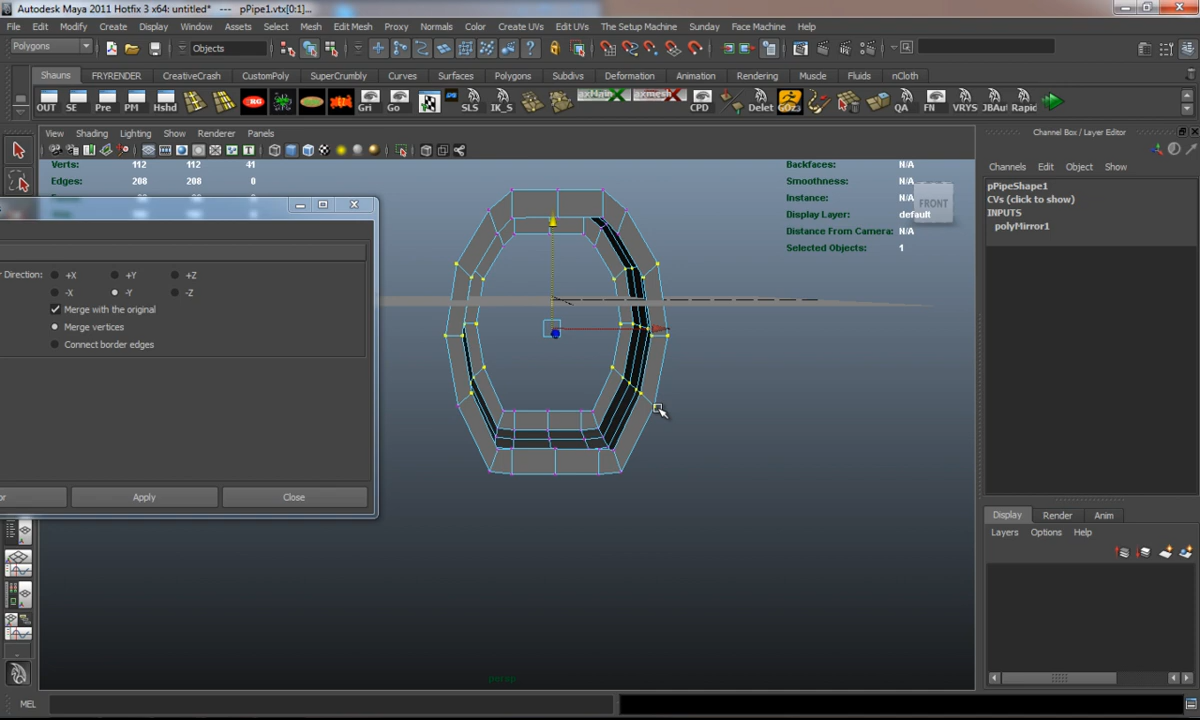 Autodesk Maya 2011 Hotfix 3 x64: untitled* --- pPipe1.vtx[0:1]...
File Edit Modify Create Display Window Assets Select Mesh Edit Mesh Proxy Normals Color Create UVs Edit UVs The Setup Machine Sunday Face Machine Help
Polygons Objects
Shauns FRYRENDER CreativeCrash CustomPoly SuperCrumbly Curves Surfaces Polygons Subdivs Deformation Animation Rendering Muscle Fluids nCloth
OUT SE Pre PM Hshd Gri Go SLS IK_S axMain axmesh CPD Delet GOz3 QA FN VRYS JBAut Rapid
View Shading Lighting Show Renderer Panels
Channel Box / Layer Editor
Channels Edit Object Show
Verts: 112 112 41
Edges: 208 208 0
Backfaces: N/A
Smoothness: N/A
Instance: N/A
Display Layer: default
Distance From Camera: N/A
Selected Objects: 1
FRONT
pPipeShape1
CVs (click to show)
INPUTS
polyMirror1
Direction: +X +Y +Z
-X -Y -Z
Merge with the original
Merge vertices
Connect border edges
Apply Close
Display Render Anim
Layers Options Help
persp
MEL